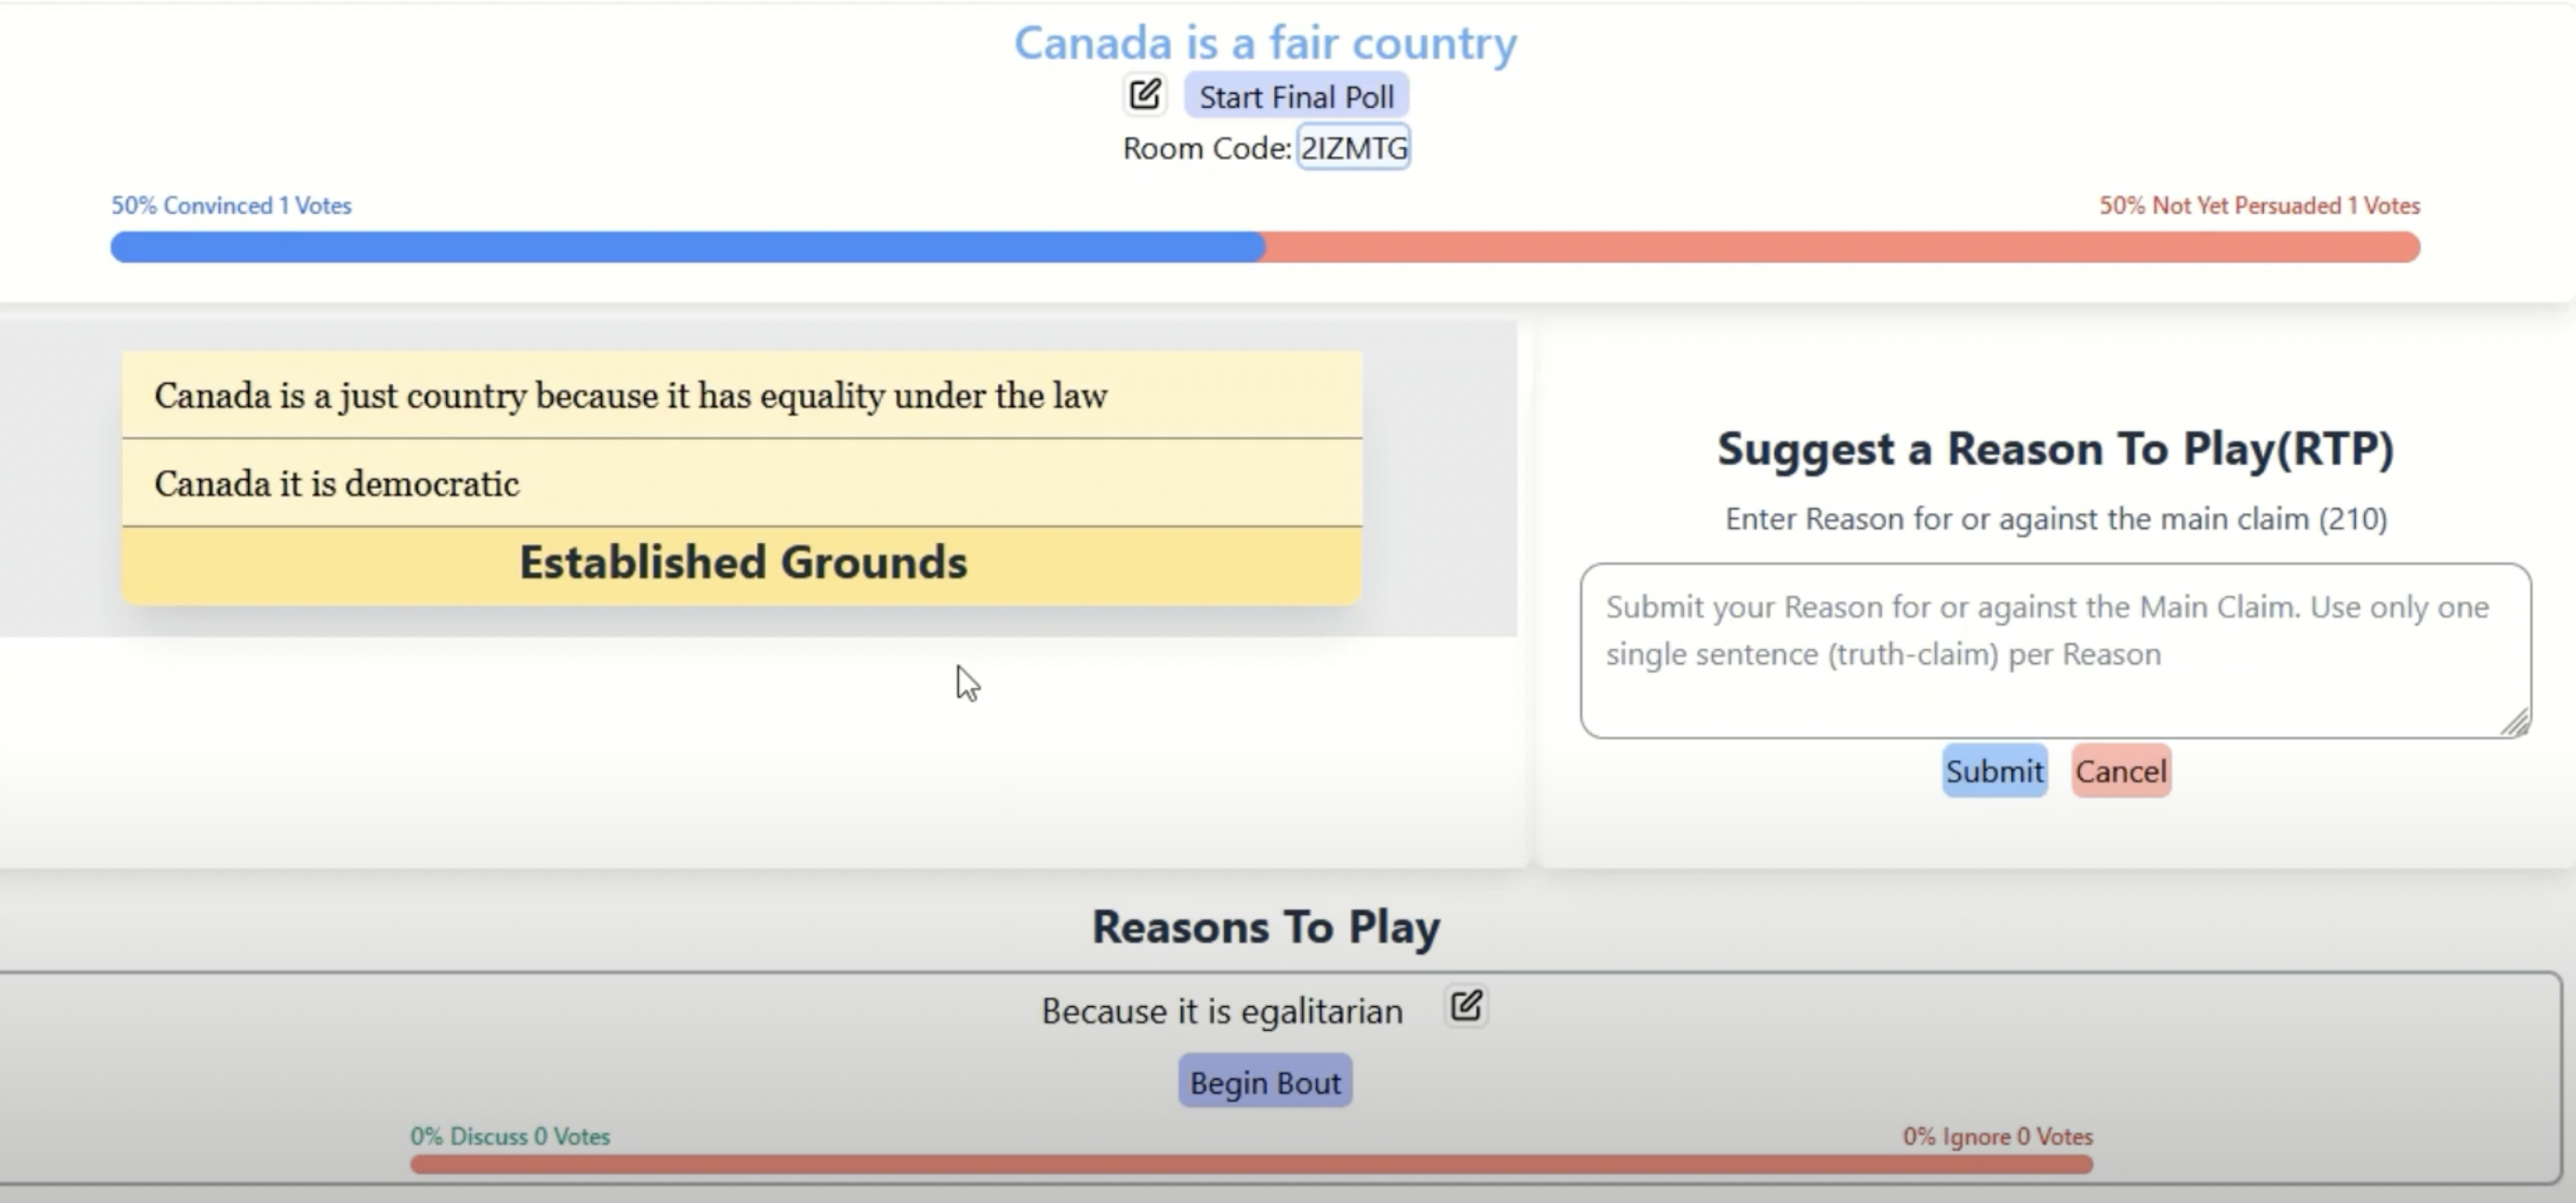 Canada is a fair country
Start Final Poll
Room Code: 2IZMTG
50% Convinced 1 Votes
50% Not Yet Persuaded 1 Votes
Canada is a just country because it has equality under the law
Canada it is democratic
Established Grounds
Suggest a Reason To Play(RTP)
Enter Reason for or against the main claim (210)
Submit your Reason for or against the Main Claim. Use only one
single sentence (truth-claim) per Reason
Submit
Cancel
Reasons To Play
Because it is egalitarian
Begin Bout
0% Discuss 0 Votes
0% Ignore 0 Votes